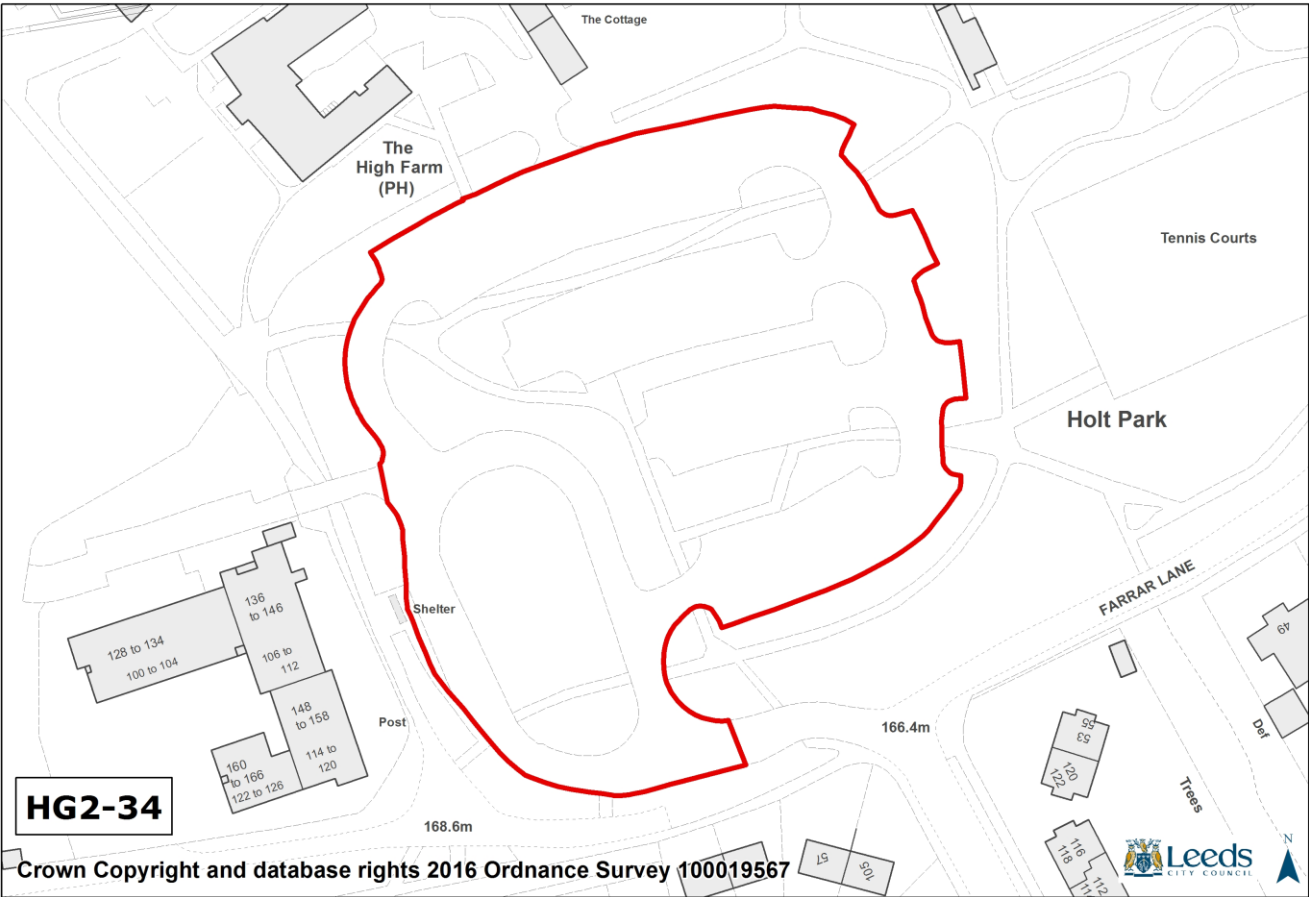 The Cottage
The
High Farm
(PH)
Tennis Courts
Holt Park
FARRAR LANE
Shelter
136
to 146
128 to 134
100 to 104
106 to
112
148
to 158
Post
114 to
120
160
to 166
122 to 126
49
55
53
120
122
Def
Trees
166.4m
168.6m
HG2-34
57
105
116
118
112
Leeds
CITY COUNCIL
N
Crown Copyright and database rights 2016 Ordnance Survey 100019567